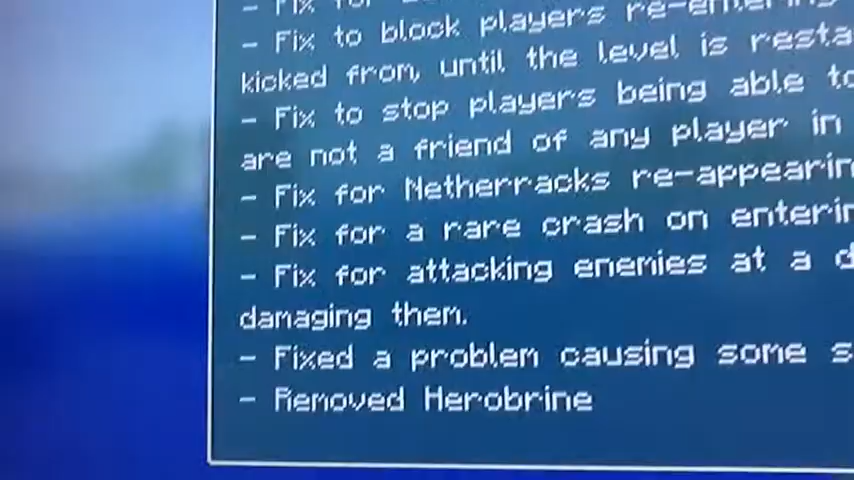 - Fix for
- Fix to block players re-entering
kicked from, until the level is resta
- Fix to stop players being able to
are not a friend of any player in
- Fix for Netherracks re-appearin
- Fix for a rare crash on enterin
- Fix for attacking enemies at a d
damaging them.
- Fixed a problem causing some s
- Removed Herobrine